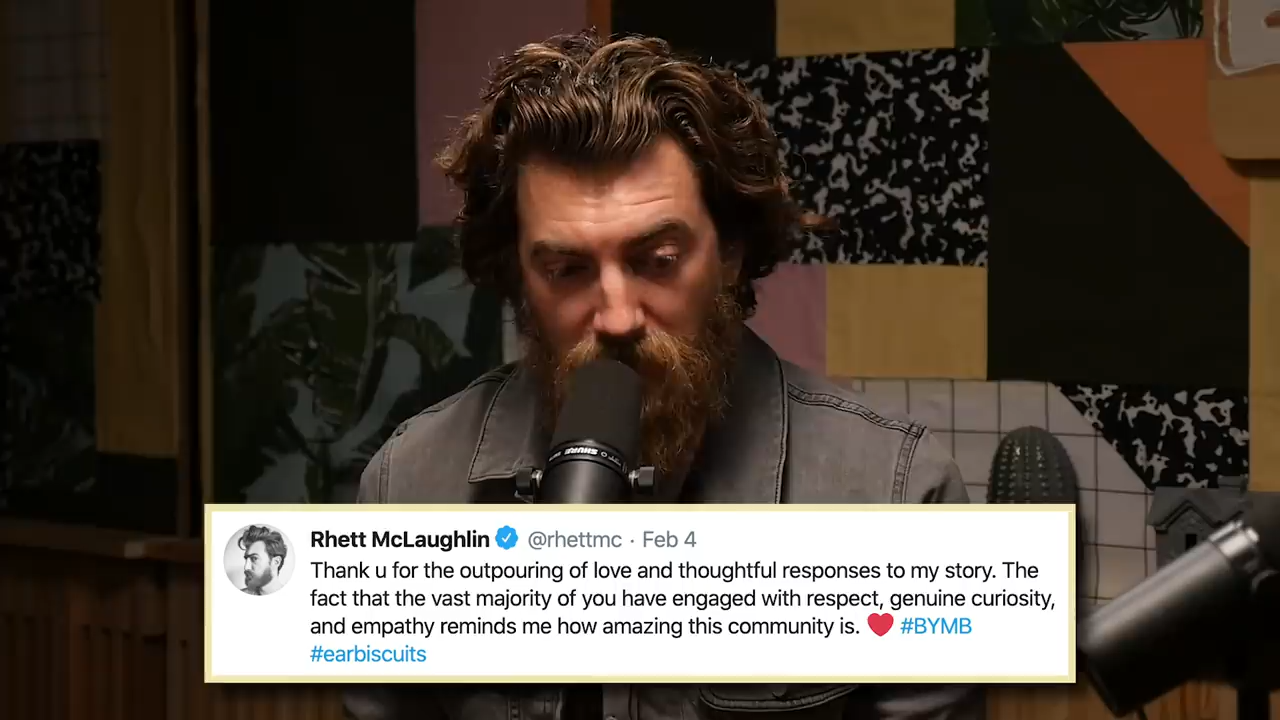 SHURE
Rhett McLaughlin @rhettmc · Feb 4
Thank u for the outpouring of love and thoughtful responses to my story. The
fact that the vast majority of you have engaged with respect, genuine curiosity,
and empathy reminds me how amazing this community is. ❤️ #BYMB
#earbiscuits